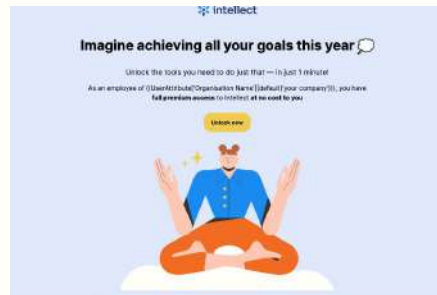 intellect
Imagine achieving all your goals this year
Unlock the tools you need to do just that — in just 1 minute!
As an employee of {{UserAttribute['Organisation Name']|default('your company')}}, you have
full premium access to Intellect at no cost to you
Unlock now